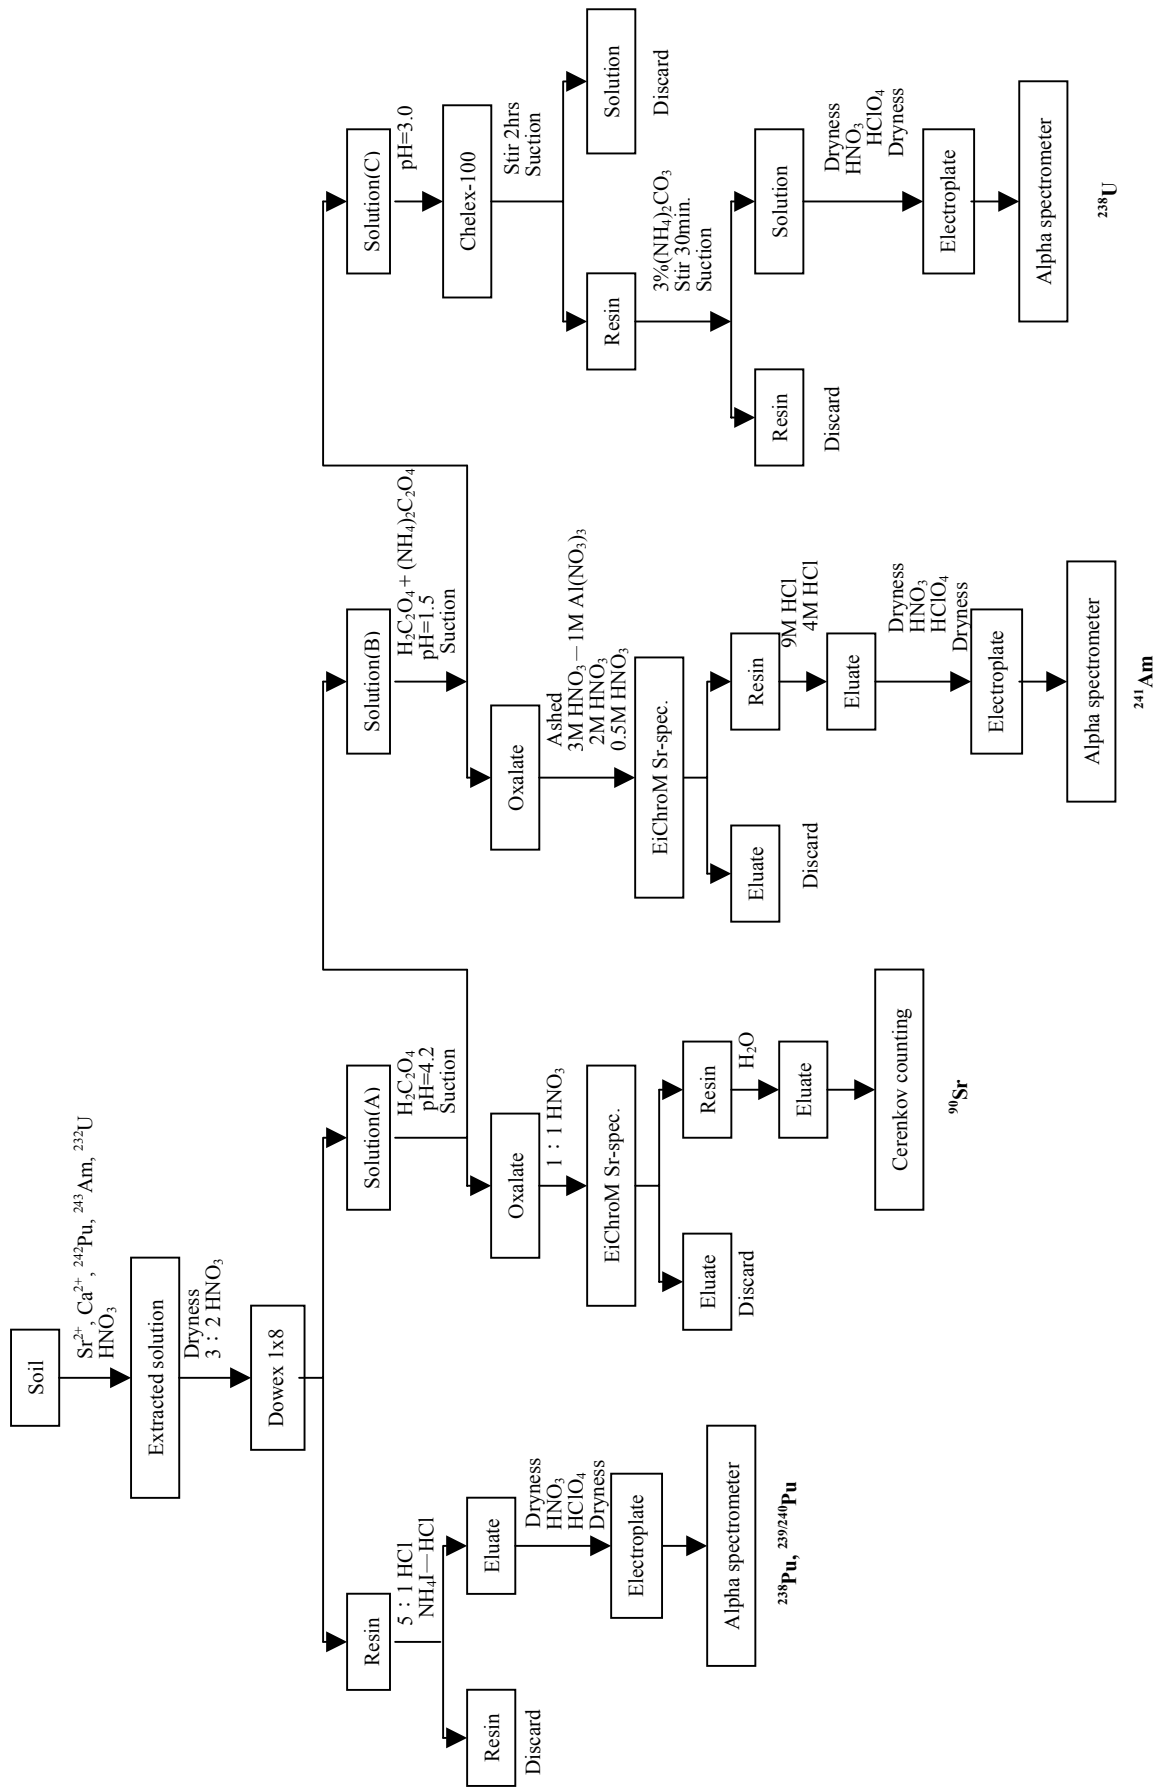 Soil
Sr²⁺, Ca²⁺, ²⁴²Pu, ²⁴³Am, ²³²U
HNO₃
Extracted solution
Dryness
3 : 2 HNO₃
Dowex 1x8
Resin
5 : 1 HCl
NH₄I—HCl
Resin
Discard
Eluate
Dryness
HNO₃
HClO₄
Dryness
Electroplate
Alpha spectrometer
²³⁸Pu, ²³⁹/²⁴⁰Pu
Solution(A)
H₂C₂O₄
pH=4.2
Suction
Oxalate
1 : 1 HNO₃
EiChroM Sr-spec.
Eluate
Discard
Resin
H₂O
Eluate
Cerenkov counting
⁹⁰Sr
Solution(B)
H₂C₂O₄ + (NH₄)₂C₂O₄
pH=1.5
Suction
Oxalate
Ashed
3M HNO₃—1M Al(NO₃)₃
2M HNO₃
0.5M HNO₃
EiChroM Sr-spec.
Eluate
Discard
Resin
9M HCl
4M HCl
Eluate
Dryness
HNO₃
HClO₄
Dryness
Electroplate
Alpha spectrometer
²⁴¹Am
Solution(C)
pH=3.0
Chelex-100
Stir 2hrs
Suction
Solution
Discard
Resin
3%(NH₄)₂CO₃
Stir 30min.
Suction
Resin
Discard
Solution
Dryness
HNO₃
HClO₄
Dryness
Electroplate
Alpha spectrometer
²³⁸U